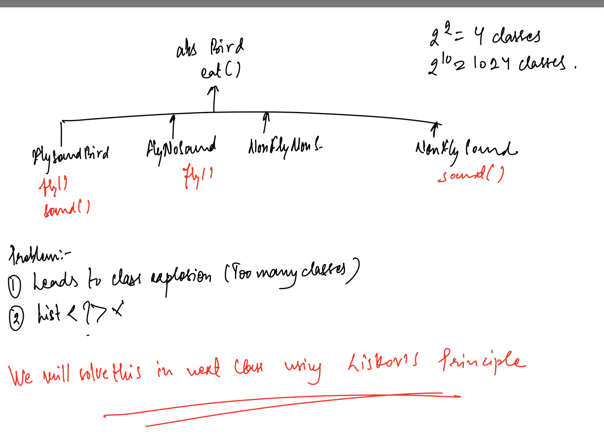 abs Bird
eat()
2^2 = 4 classes
2^10 = 1024 classes.
FlySoundBird
fly()
sound()
FlyNoSound
fly()
NonFlyNonS.
NonFlySound
sound()
Problem:-
① Leads to class explosion (Too many classes)
② List <?> x
We will solve this in next class using Liskov's Principle